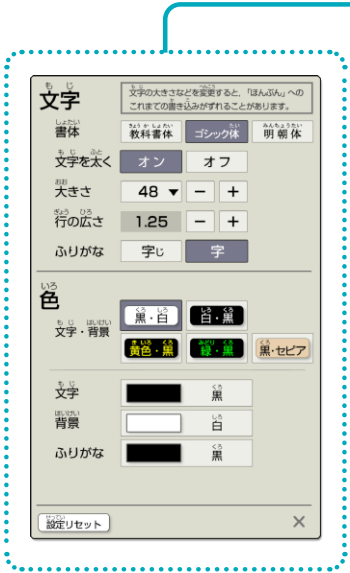 文字
文字の大きさなどを変更すると、「ほんぶん」への
これまでの書き込みがずれることがあります。
書体 教科書体 ゴシック体 明朝体
文字を太く オン オフ
大きさ 48 ▼ − +
行の広さ 1.25 − +
ふりがな 字じ 字
色
文字・背景 黒・白 白・黒
黄色・黒 緑・黒 黒・セピア
文字 黒
背景 白
ふりがな 黒
設定リセット ×